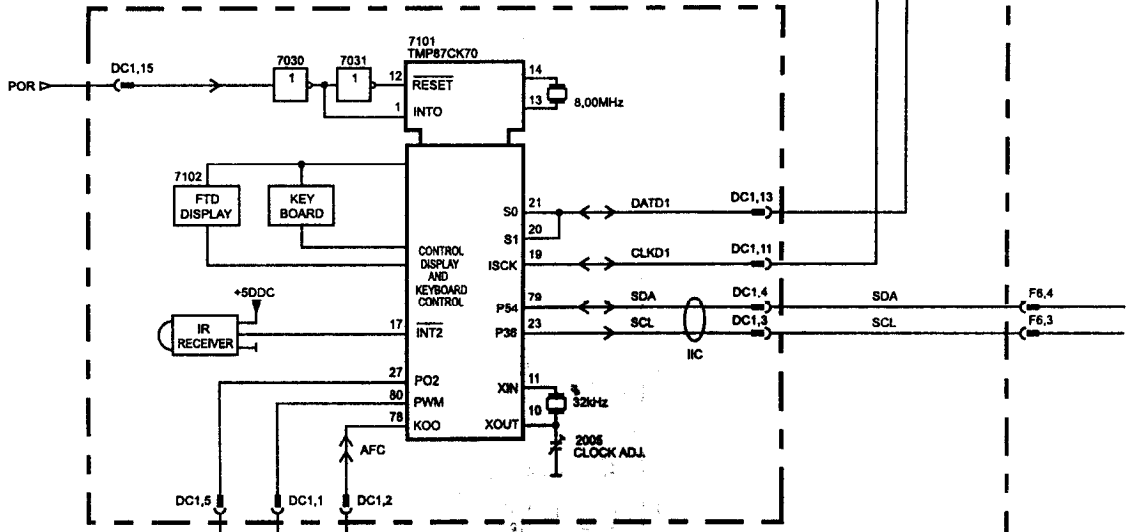 7101
TMP87CK70
POR
DC1,15
7030
1
7031
1
12
RESET
1
INTO
14
13
8,00MHz
7102
FTD
DISPLAY
KEY
BOARD
CONTROL
DISPLAY
AND
KEYBOARD
CONTROL
S0
21
DATD1
DC1,13
S1
20
ISCK
19
CLKD1
DC1,11
P54
79
SDA
DC1,4
SDA
F6,4
P36
23
SCL
DC1,3
SCL
F6,3
IIC
+5DDC
IR
RECEIVER
17
INT2
27
PO2
80
PWM
78
KOO
AFC
XIN
11
32kHz
XOUT
10
2005
CLOCK ADJ.
DC1,5
DC1,1
DC1,2